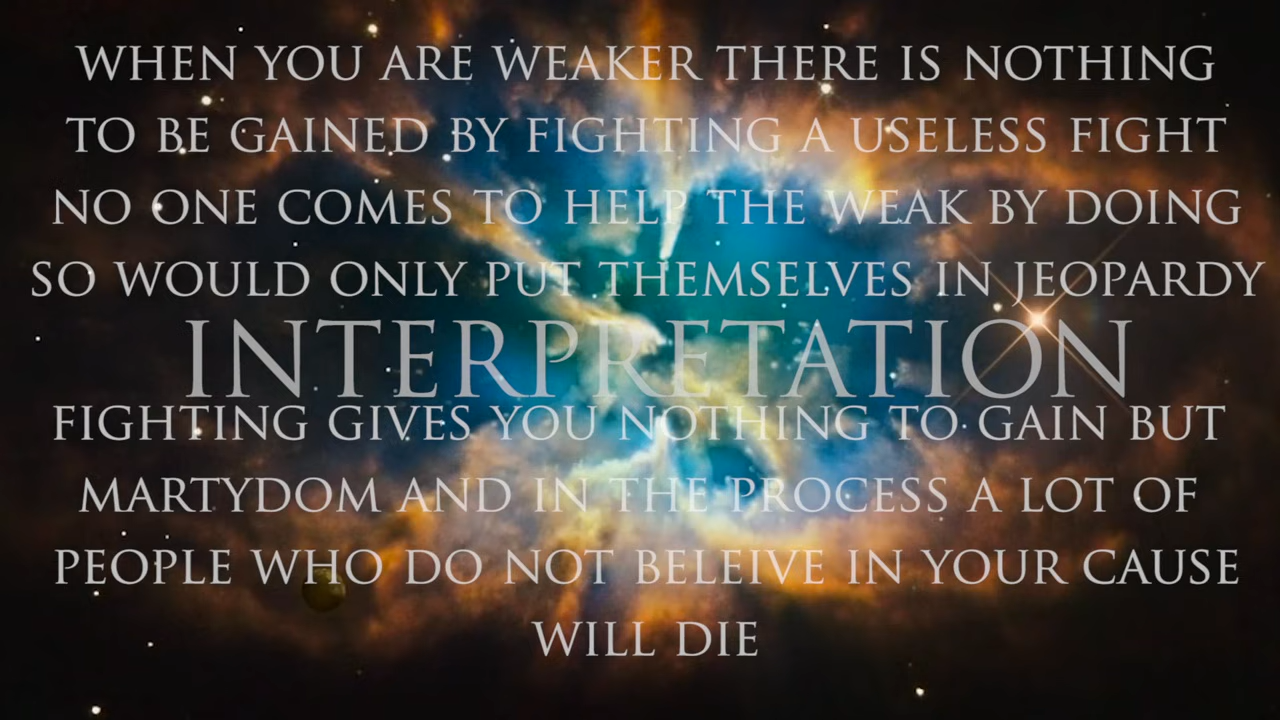 WHEN YOU ARE WEAKER THERE IS NOTHING
TO BE GAINED BY FIGHTING A USELESS FIGHT
NO ONE COMES TO HELP THE WEAK BY DOING
SO WOULD ONLY PUT THEMSELVES IN JEOPARDY
INTERPRETATION
FIGHTING GIVES YOU NOTHING TO GAIN BUT
MARTYDOM AND IN THE PROCESS A LOT OF
PEOPLE WHO DO NOT BELEIVE IN YOUR CAUSE
WILL DIE